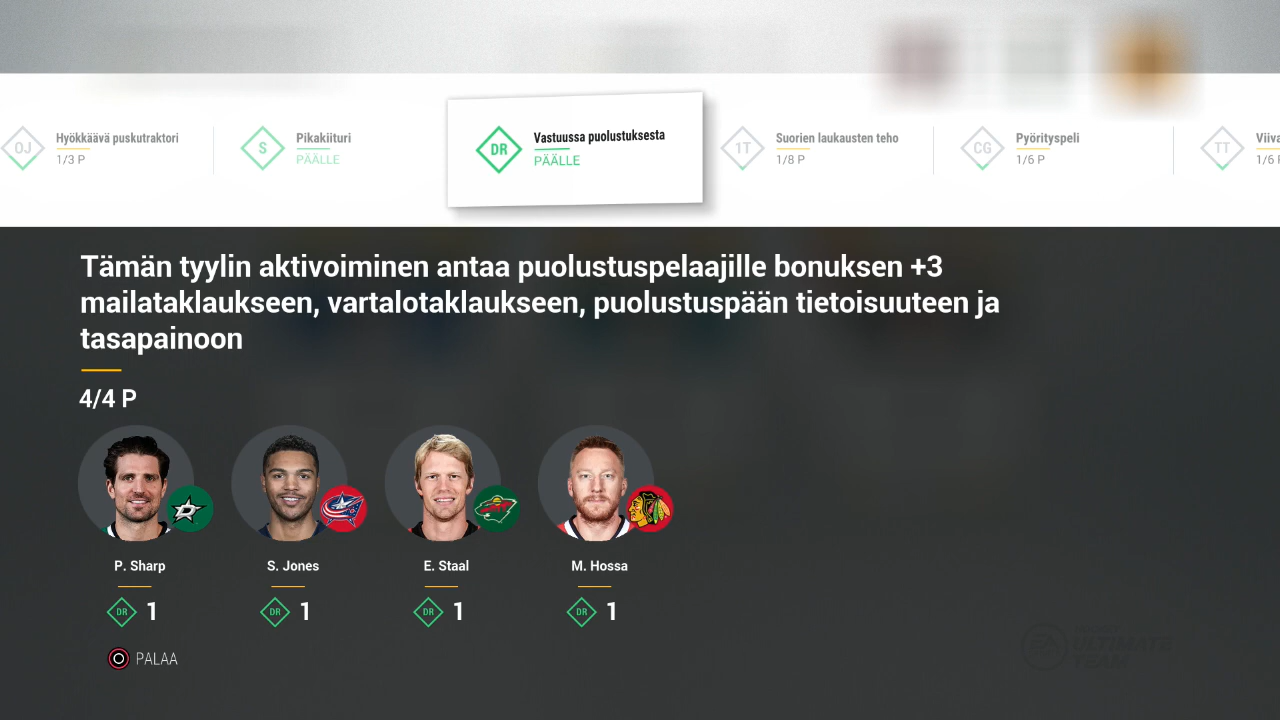 OJ
Hyökkäävä puskutraktori
1/3 P
S
Pikakiituri
PÄÄLLE
DR
Vastuussa puolustuksesta
PÄÄLLE
1T
Suorien laukausten teho
1/8 P
CG
Pyörityspeli
1/6 P
TT
Viiva
1/6 P
Tämän tyylin aktivoiminen antaa puolustuspelaajille bonuksen +3
mailataklaukseen, vartalotaklaukseen, puolustuspään tietoisuuteen ja
tasapainoon
4/4 P
P. Sharp
S. Jones
E. Staal
M. Hossa
DR 1
DR 1
DR 1
DR 1
PALAA
ULTIMATE
TEAM